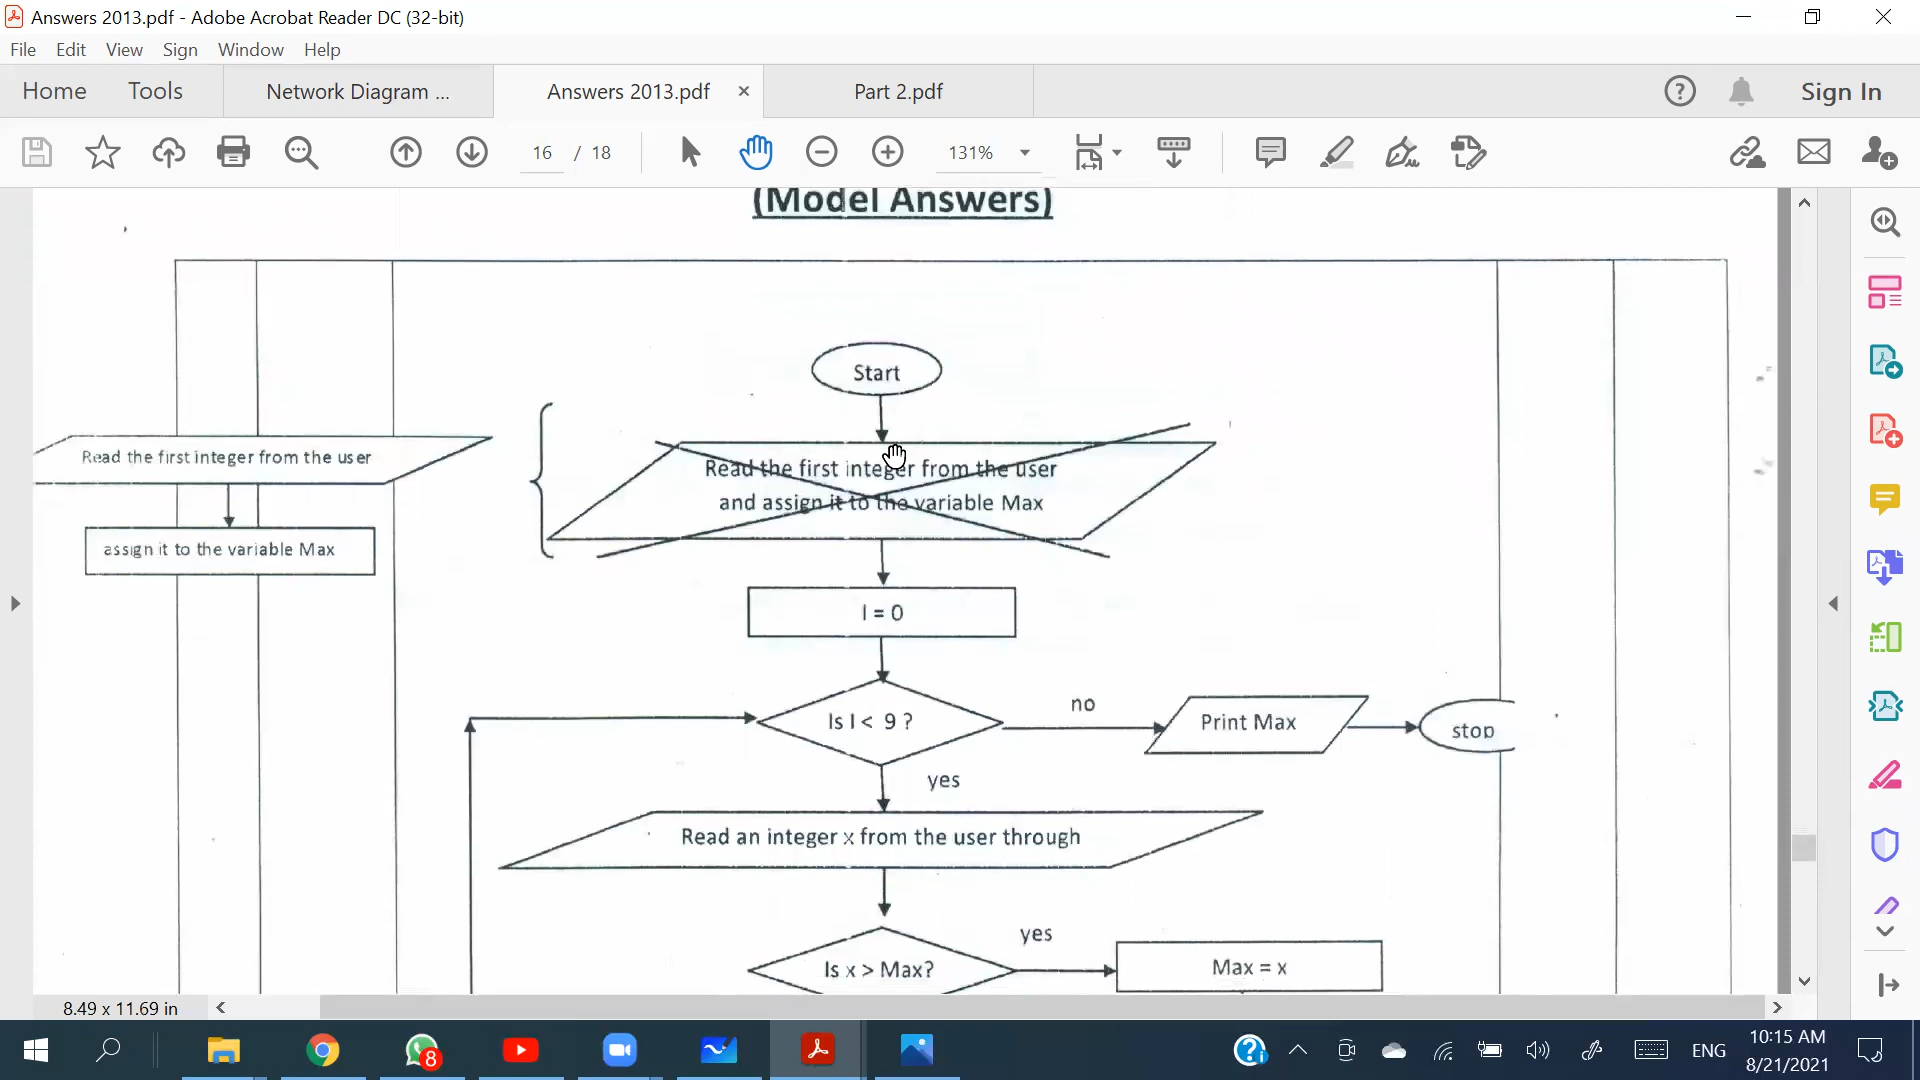 Answers 2013.pdf - Adobe Acrobat Reader DC (32-bit)
File Edit View Sign Window Help
Home Tools Network Diagram ... Answers 2013.pdf × Part 2.pdf ? Sign In
16 / 18 131%
(Model Answers)
Start
Read the first integer from the user
and assign it to the variable Max
Read the first integer from the user
assign it to the variable Max
I = 0
Is I < 9 ?
no
Print Max
stop
yes
Read an integer x from the user through
Is x > Max?
yes
Max = x
8.49 x 11.69 in
8
ENG
10:15 AM
8/21/2021